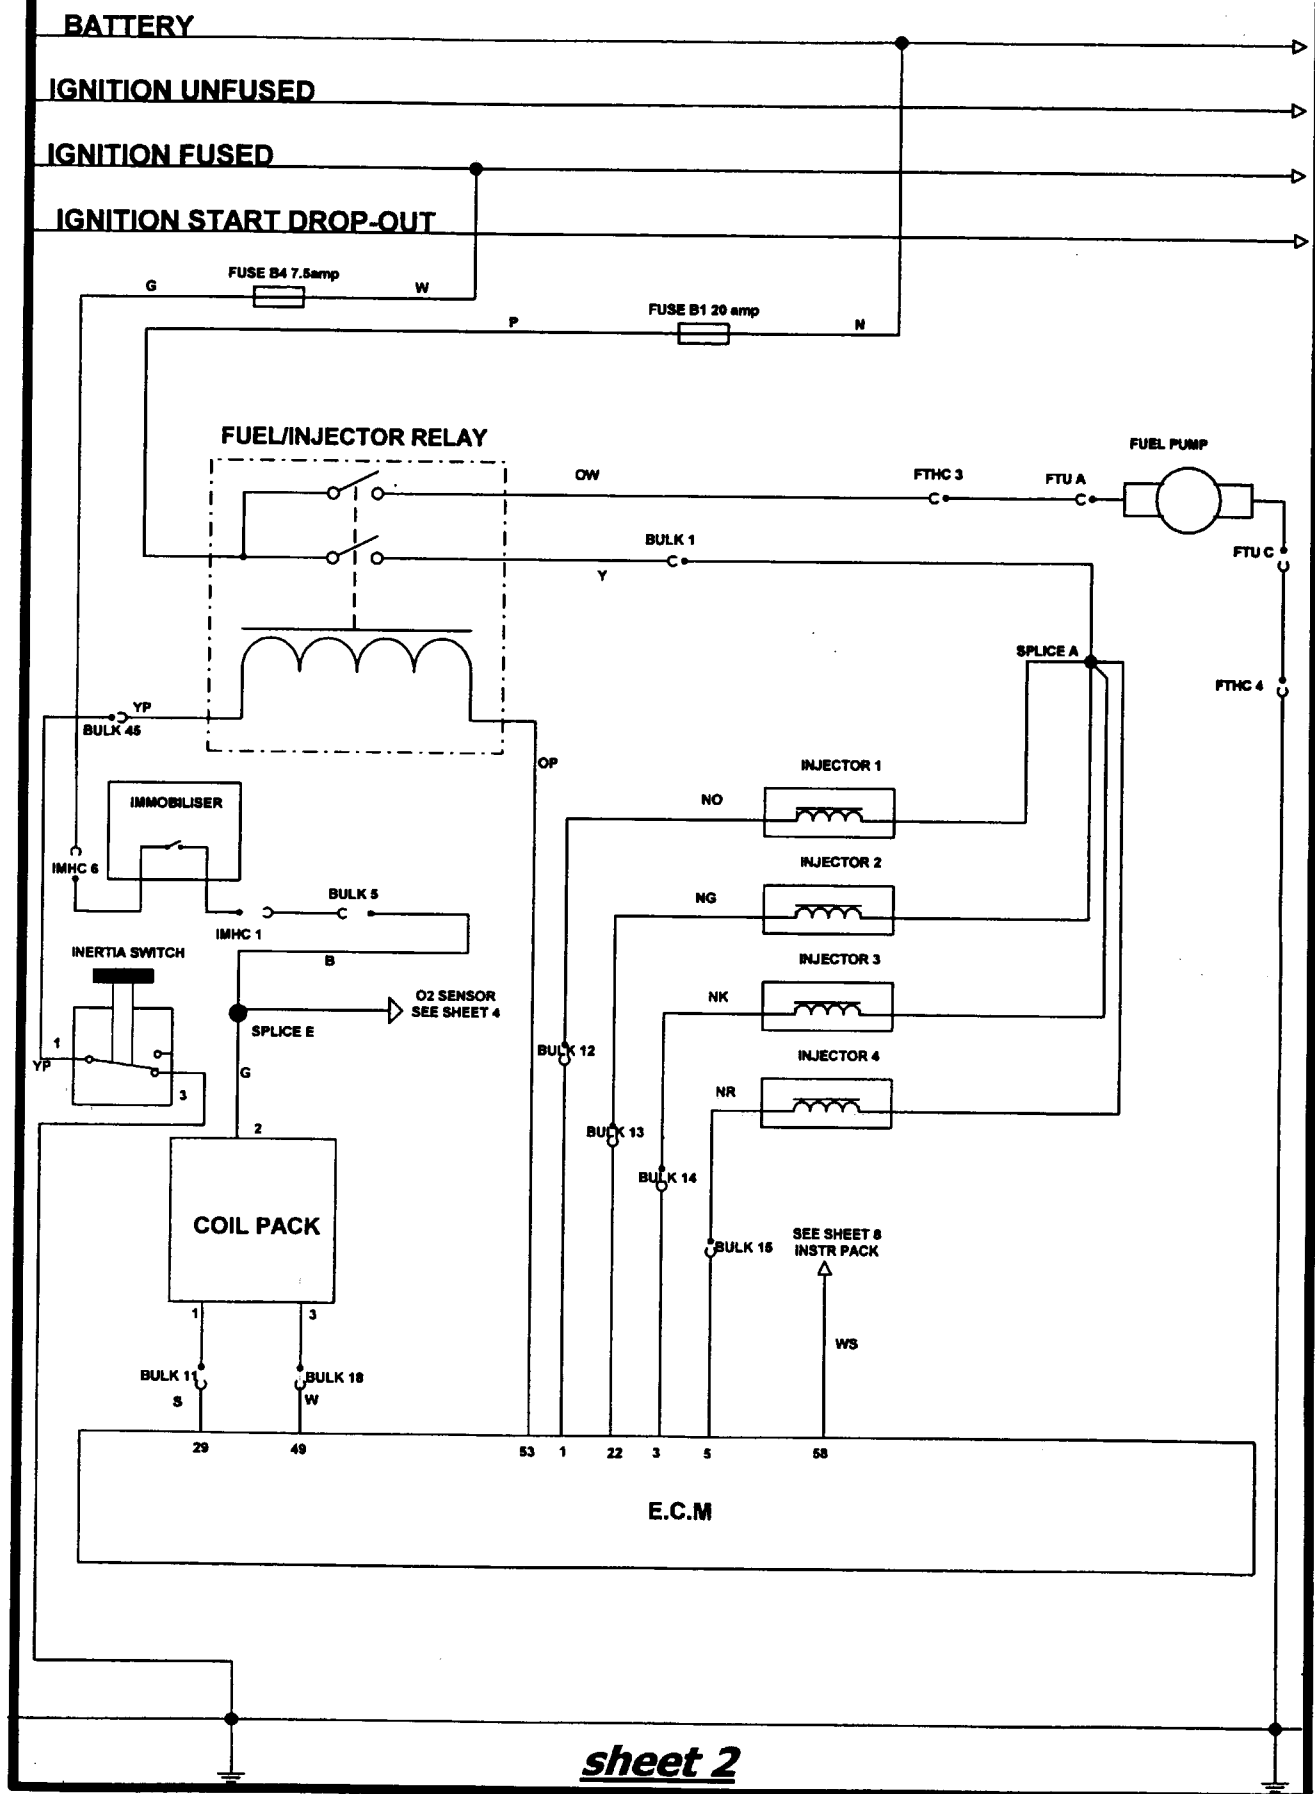 BATTERY
IGNITION UNFUSED
IGNITION FUSED
IGNITION START DROP-OUT
FUSE B4 7.5amp
G
W
FUSE B1 20 amp
P
N
FUEL/INJECTOR RELAY
FUEL PUMP
OW
FTHC 3
FTU A
BULK 1
FTU C
Y
SPLICE A
FTHC 4
YP
BULK 45
OP
INJECTOR 1
IMMOBILISER
NO
INJECTOR 2
IMHC 6
BULK 5
NG
IMHC 1
INERTIA SWITCH
B
INJECTOR 3
O2 SENSOR
SEE SHEET 4
NK
SPLICE E
1
BULK 12
INJECTOR 4
YP
G
3
NR
2
BULK 13
BULK 14
COIL PACK
SEE SHEET 8
INSTR PACK
BULK 15
1
3
WS
BULK 11
BULK 18
S
W
29
49
53
1
22
3
5
58
E.C.M
sheet 2